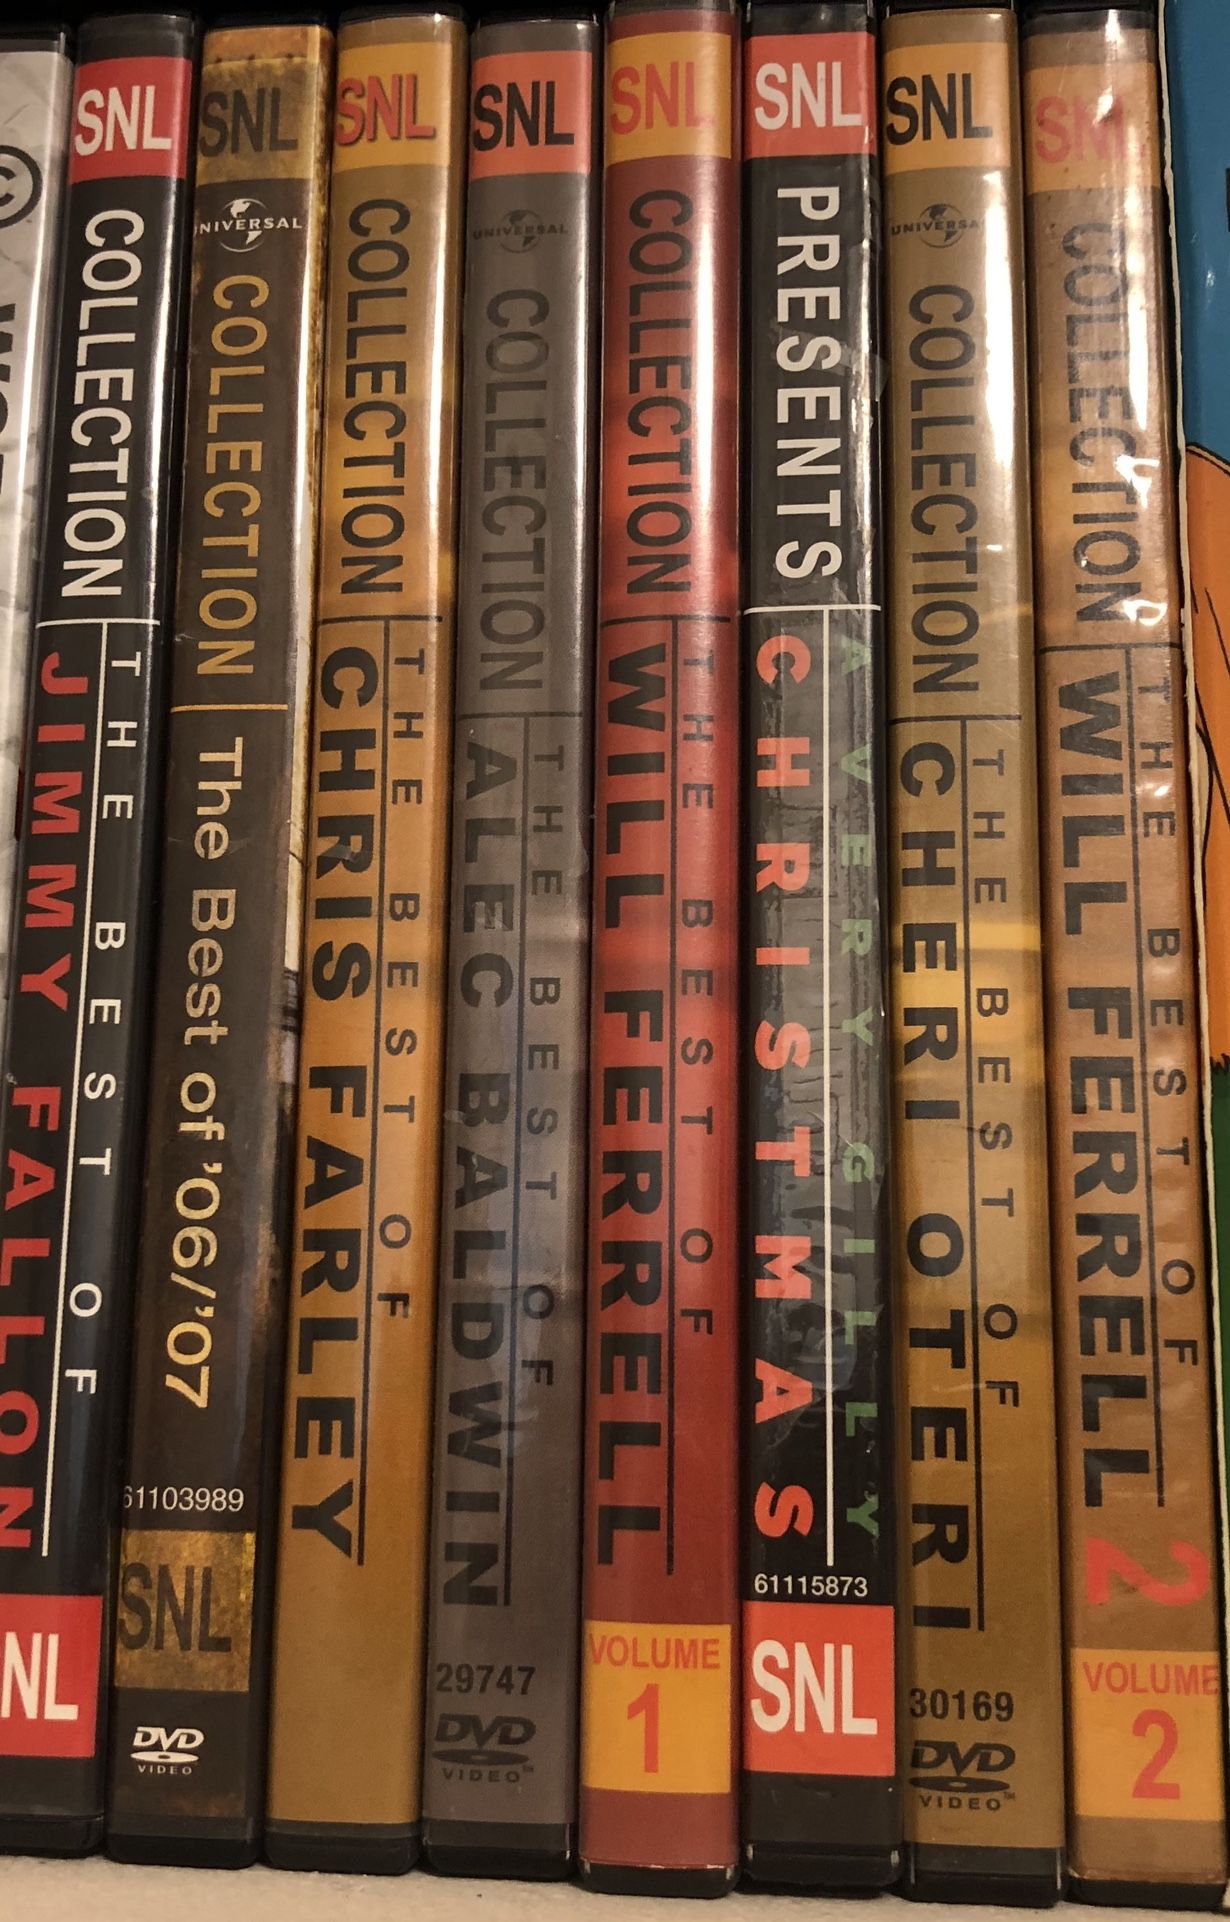 SNL
COLLECTION
THE BEST OF
JIMMY FALLON
SNL
SNL
UNIVERSAL
COLLECTION
The Best of '06/'07
61103989
SNL
DVD
VIDEO
SNL
COLLECTION
THE BEST OF
CHRIS FARLEY
SNL
UNIVERSAL
COLLECTION
THE BEST OF
ALEC BALDWIN
29747
DVD
VIDEO™
SNL
COLLECTION
THE BEST OF
WILL FERRELL
VOLUME
1
SNL
PRESENTS
A VERY GILLY
CHRISTMAS
61115873
SNL
SNL
UNIVERSAL
COLLECTION
THE BEST OF
CHERI OTERI
30169
DVD
VIDEO™
SNL
COLLECTION
THE BEST OF
WILL FERRELL 2
VOLUME
2